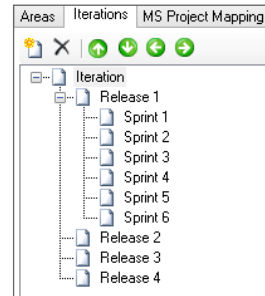 Areas Iterations MS Project Mapping
Iteration
Release 1
Sprint 1
Sprint 2
Sprint 3
Sprint 4
Sprint 5
Sprint 6
Release 2
Release 3
Release 4